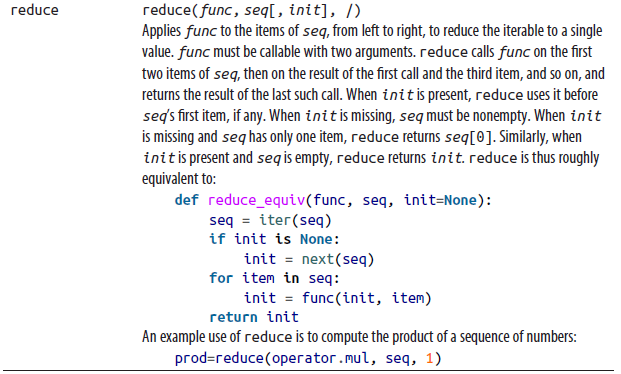 reduce
reduce(func, seq[, init], /)
Applies func to the items of seq, from left to right, to reduce the iterable to a single
value. func must be callable with two arguments. reduce calls func on the first
two items of seq, then on the result of the first call and the third item, and so on, and
returns the result of the last such call. When init is present, reduce uses it before
seq's first item, if any. When init is missing, seq must be nonempty. When init
is missing and seq has only one item, reduce returns seq[0]. Similarly, when
init is present and seq is empty, reduce returns init. reduce is thus roughly
equivalent to:
def reduce_equiv(func, seq, init=None):
    seq = iter(seq)
    if init is None:
        init = next(seq)
    for item in seq:
        init = func(init, item)
    return init
An example use of reduce is to compute the product of a sequence of numbers:
prod=reduce(operator.mul, seq, 1)